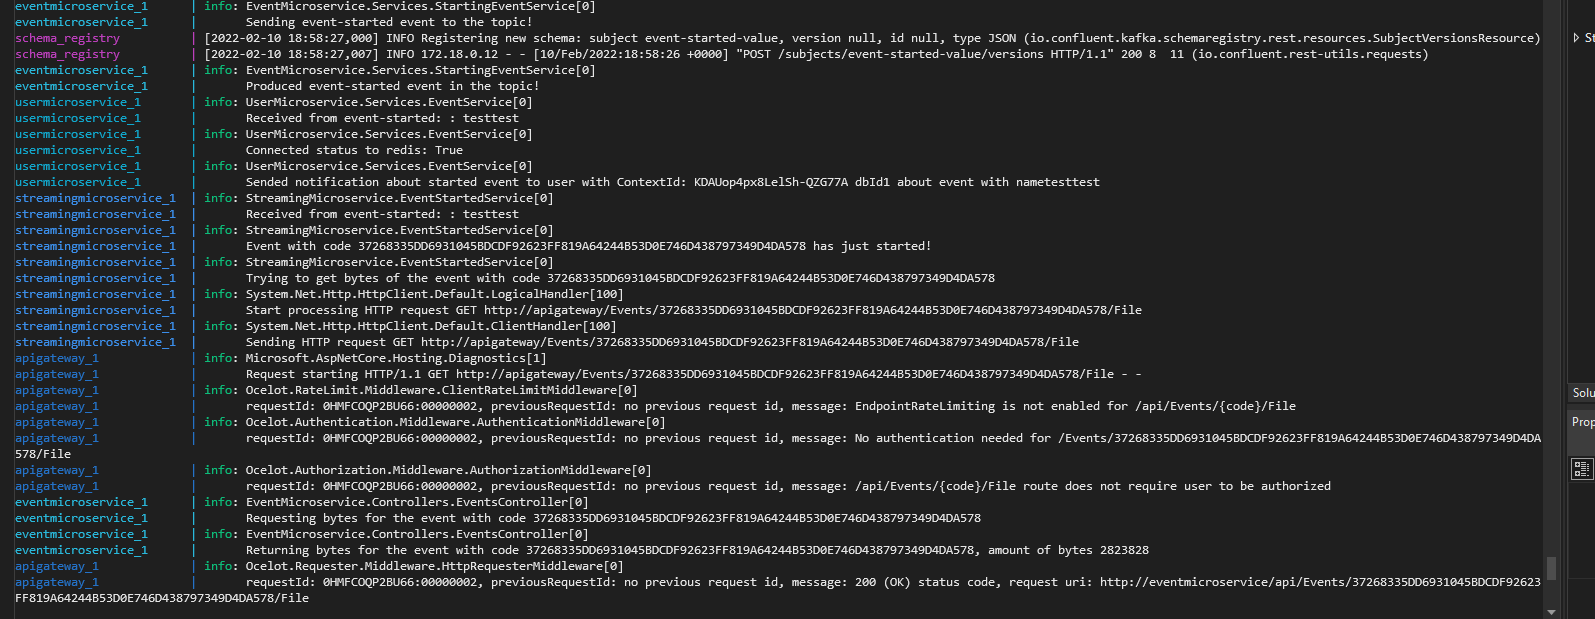 eventmicroservice_1 | info: EventMicroservice.Services.StartingEventService[0]
eventmicroservice_1 | Sending event-started event to the topic!
schema_registry | [2022-02-10 18:58:27,000] INFO Registering new schema: subject event-started-value, version null, id null, type JSON (io.confluent.kafka.schemaregistry.rest.resources.SubjectVersionsResource)
schema_registry | [2022-02-10 18:58:27,007] INFO 172.18.0.12 - - [10/Feb/2022:18:58:26 +0000] "POST /subjects/event-started-value/versions HTTP/1.1" 200 8 11 (io.confluent.rest-utils.requests)
eventmicroservice_1 | info: EventMicroservice.Services.StartingEventService[0]
eventmicroservice_1 | Produced event-started event in the topic!
usermicroservice_1 | info: UserMicroservice.Services.EventService[0]
usermicroservice_1 | Received from event-started: : testtest
usermicroservice_1 | info: UserMicroservice.Services.EventService[0]
usermicroservice_1 | Connected status to redis: True
usermicroservice_1 | info: UserMicroservice.Services.EventService[0]
usermicroservice_1 | Sended notification about started event to user with ContextId: KDAUop4px8LelSh-QZG77A dbId1 about event with nametesttest
streamingmicroservice_1 | info: StreamingMicroservice.EventStartedService[0]
streamingmicroservice_1 | Received from event-started: : testtest
streamingmicroservice_1 | info: StreamingMicroservice.EventStartedService[0]
streamingmicroservice_1 | Event with code 37268335DD6931045BDCDF92623FF819A64244B53D0E746D438797349D4DA578 has just started!
streamingmicroservice_1 | info: StreamingMicroservice.EventStartedService[0]
streamingmicroservice_1 | Trying to get bytes of the event with code 37268335DD6931045BDCDF92623FF819A64244B53D0E746D438797349D4DA578
streamingmicroservice_1 | info: System.Net.Http.HttpClient.Default.LogicalHandler[100]
streamingmicroservice_1 | Start processing HTTP request GET http://apigateway/Events/37268335DD6931045BDCDF92623FF819A64244B53D0E746D438797349D4DA578/File
streamingmicroservice_1 | info: System.Net.Http.HttpClient.Default.ClientHandler[100]
streamingmicroservice_1 | Sending HTTP request GET http://apigateway/Events/37268335DD6931045BDCDF92623FF819A64244B53D0E746D438797349D4DA578/File
apigateway_1 | info: Microsoft.AspNetCore.Hosting.Diagnostics[1]
apigateway_1 | Request starting HTTP/1.1 GET http://apigateway/Events/37268335DD6931045BDCDF92623FF819A64244B53D0E746D438797349D4DA578/File - -
apigateway_1 | info: Ocelot.RateLimit.Middleware.ClientRateLimitMiddleware[0]
apigateway_1 | requestId: 0HMFCOQP2BU66:00000002, previousRequestId: no previous request id, message: EndpointRateLimiting is not enabled for /api/Events/{code}/File
apigateway_1 | info: Ocelot.Authentication.Middleware.AuthenticationMiddleware[0]
apigateway_1 | requestId: 0HMFCOQP2BU66:00000002, previousRequestId: no previous request id, message: No authentication needed for /Events/37268335DD6931045BDCDF92623FF819A64244B53D0E746D438797349D4DA
578/File
apigateway_1 | info: Ocelot.Authorization.Middleware.AuthorizationMiddleware[0]
apigateway_1 | requestId: 0HMFCOQP2BU66:00000002, previousRequestId: no previous request id, message: /api/Events/{code}/File route does not require user to be authorized
eventmicroservice_1 | info: EventMicroservice.Controllers.EventsController[0]
eventmicroservice_1 | Requesting bytes for the event with code 37268335DD6931045BDCDF92623FF819A64244B53D0E746D438797349D4DA578
eventmicroservice_1 | info: EventMicroservice.Controllers.EventsController[0]
eventmicroservice_1 | Returning bytes for the event with code 37268335DD6931045BDCDF92623FF819A64244B53D0E746D438797349D4DA578, amount of bytes 2823828
apigateway_1 | info: Ocelot.Requester.Middleware.HttpRequesterMiddleware[0]
apigateway_1 | requestId: 0HMFCOQP2BU66:00000002, previousRequestId: no previous request id, message: 200 (OK) status code, request uri: http://eventmicroservice/api/Events/37268335DD6931045BDCDF92623
FF819A64244B53D0E746D438797349D4DA578/File
St
Solu
Prop